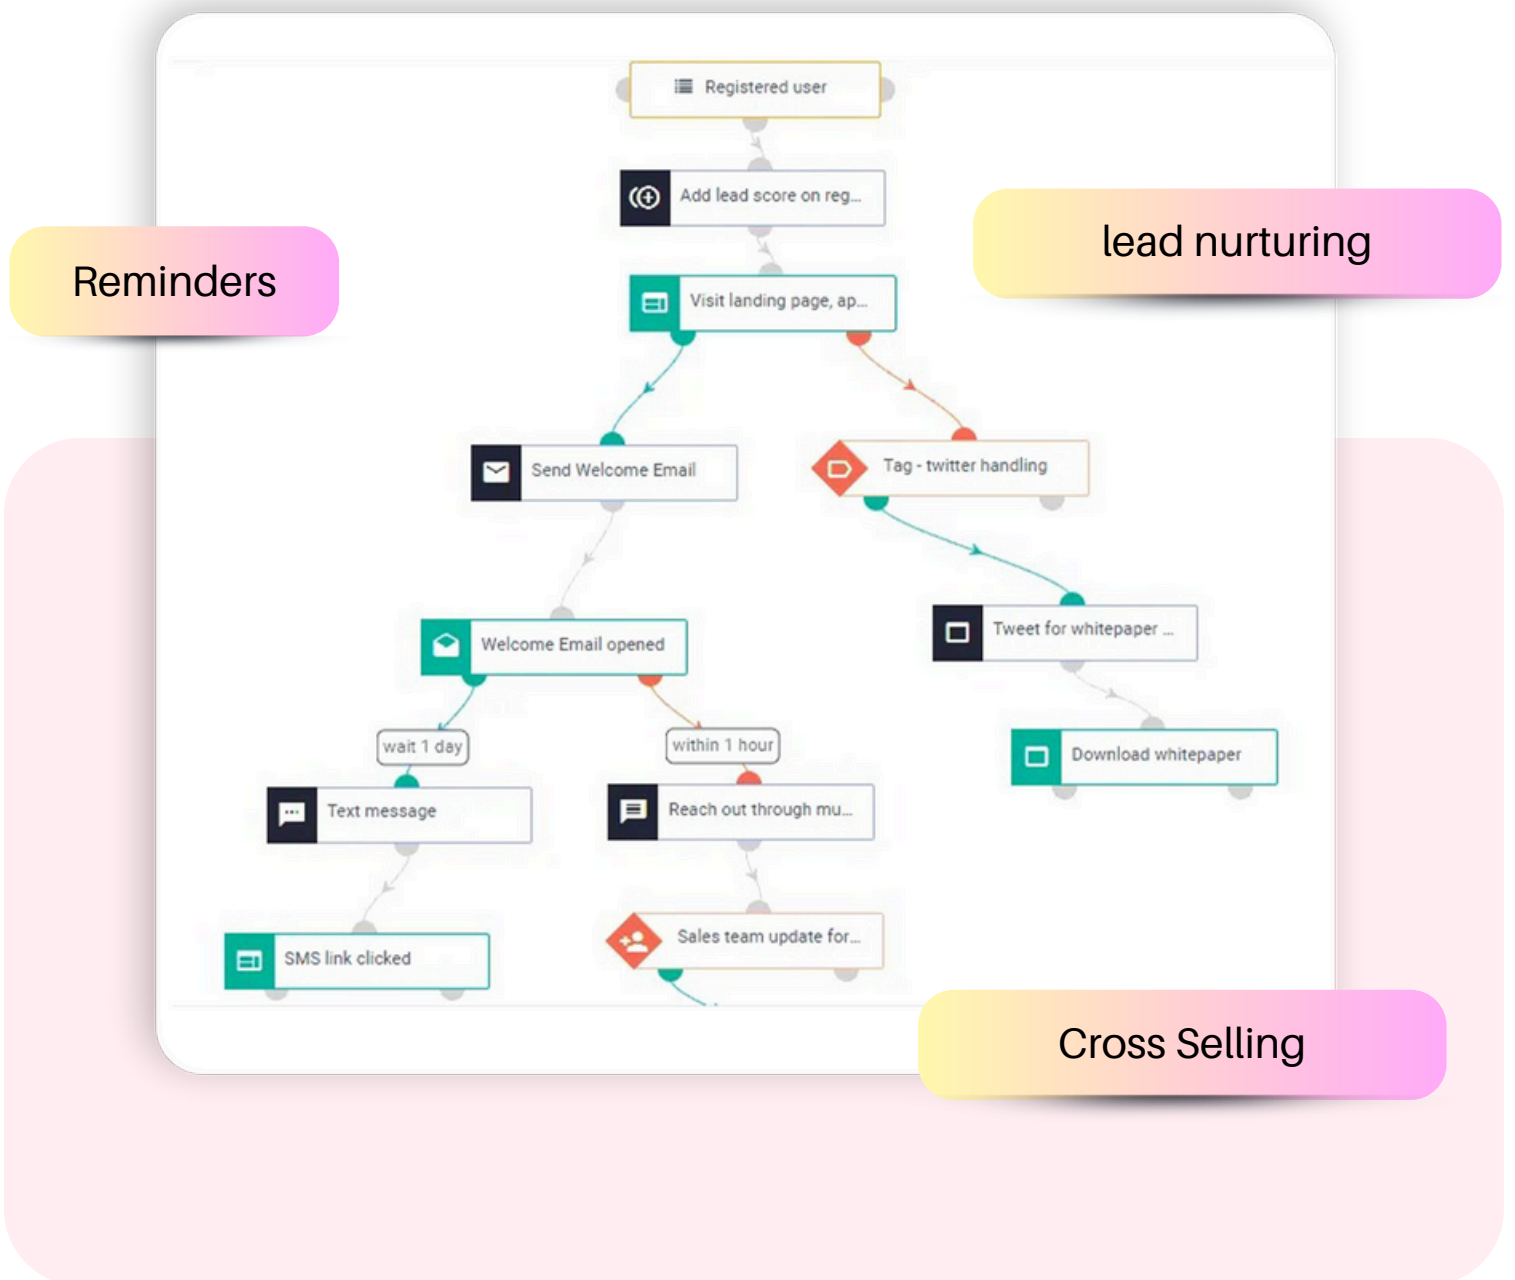 Registered user
Add lead score on reg...
Reminders
lead nurturing
Visit landing page, ap...
Send Welcome Email
Tag - twitter handling
Welcome Email opened
Tweet for whitepaper ...
wait 1 day
within 1 hour
Download whitepaper
Text message
Reach out through mu...
SMS link clicked
Sales team update for...
Cross Selling